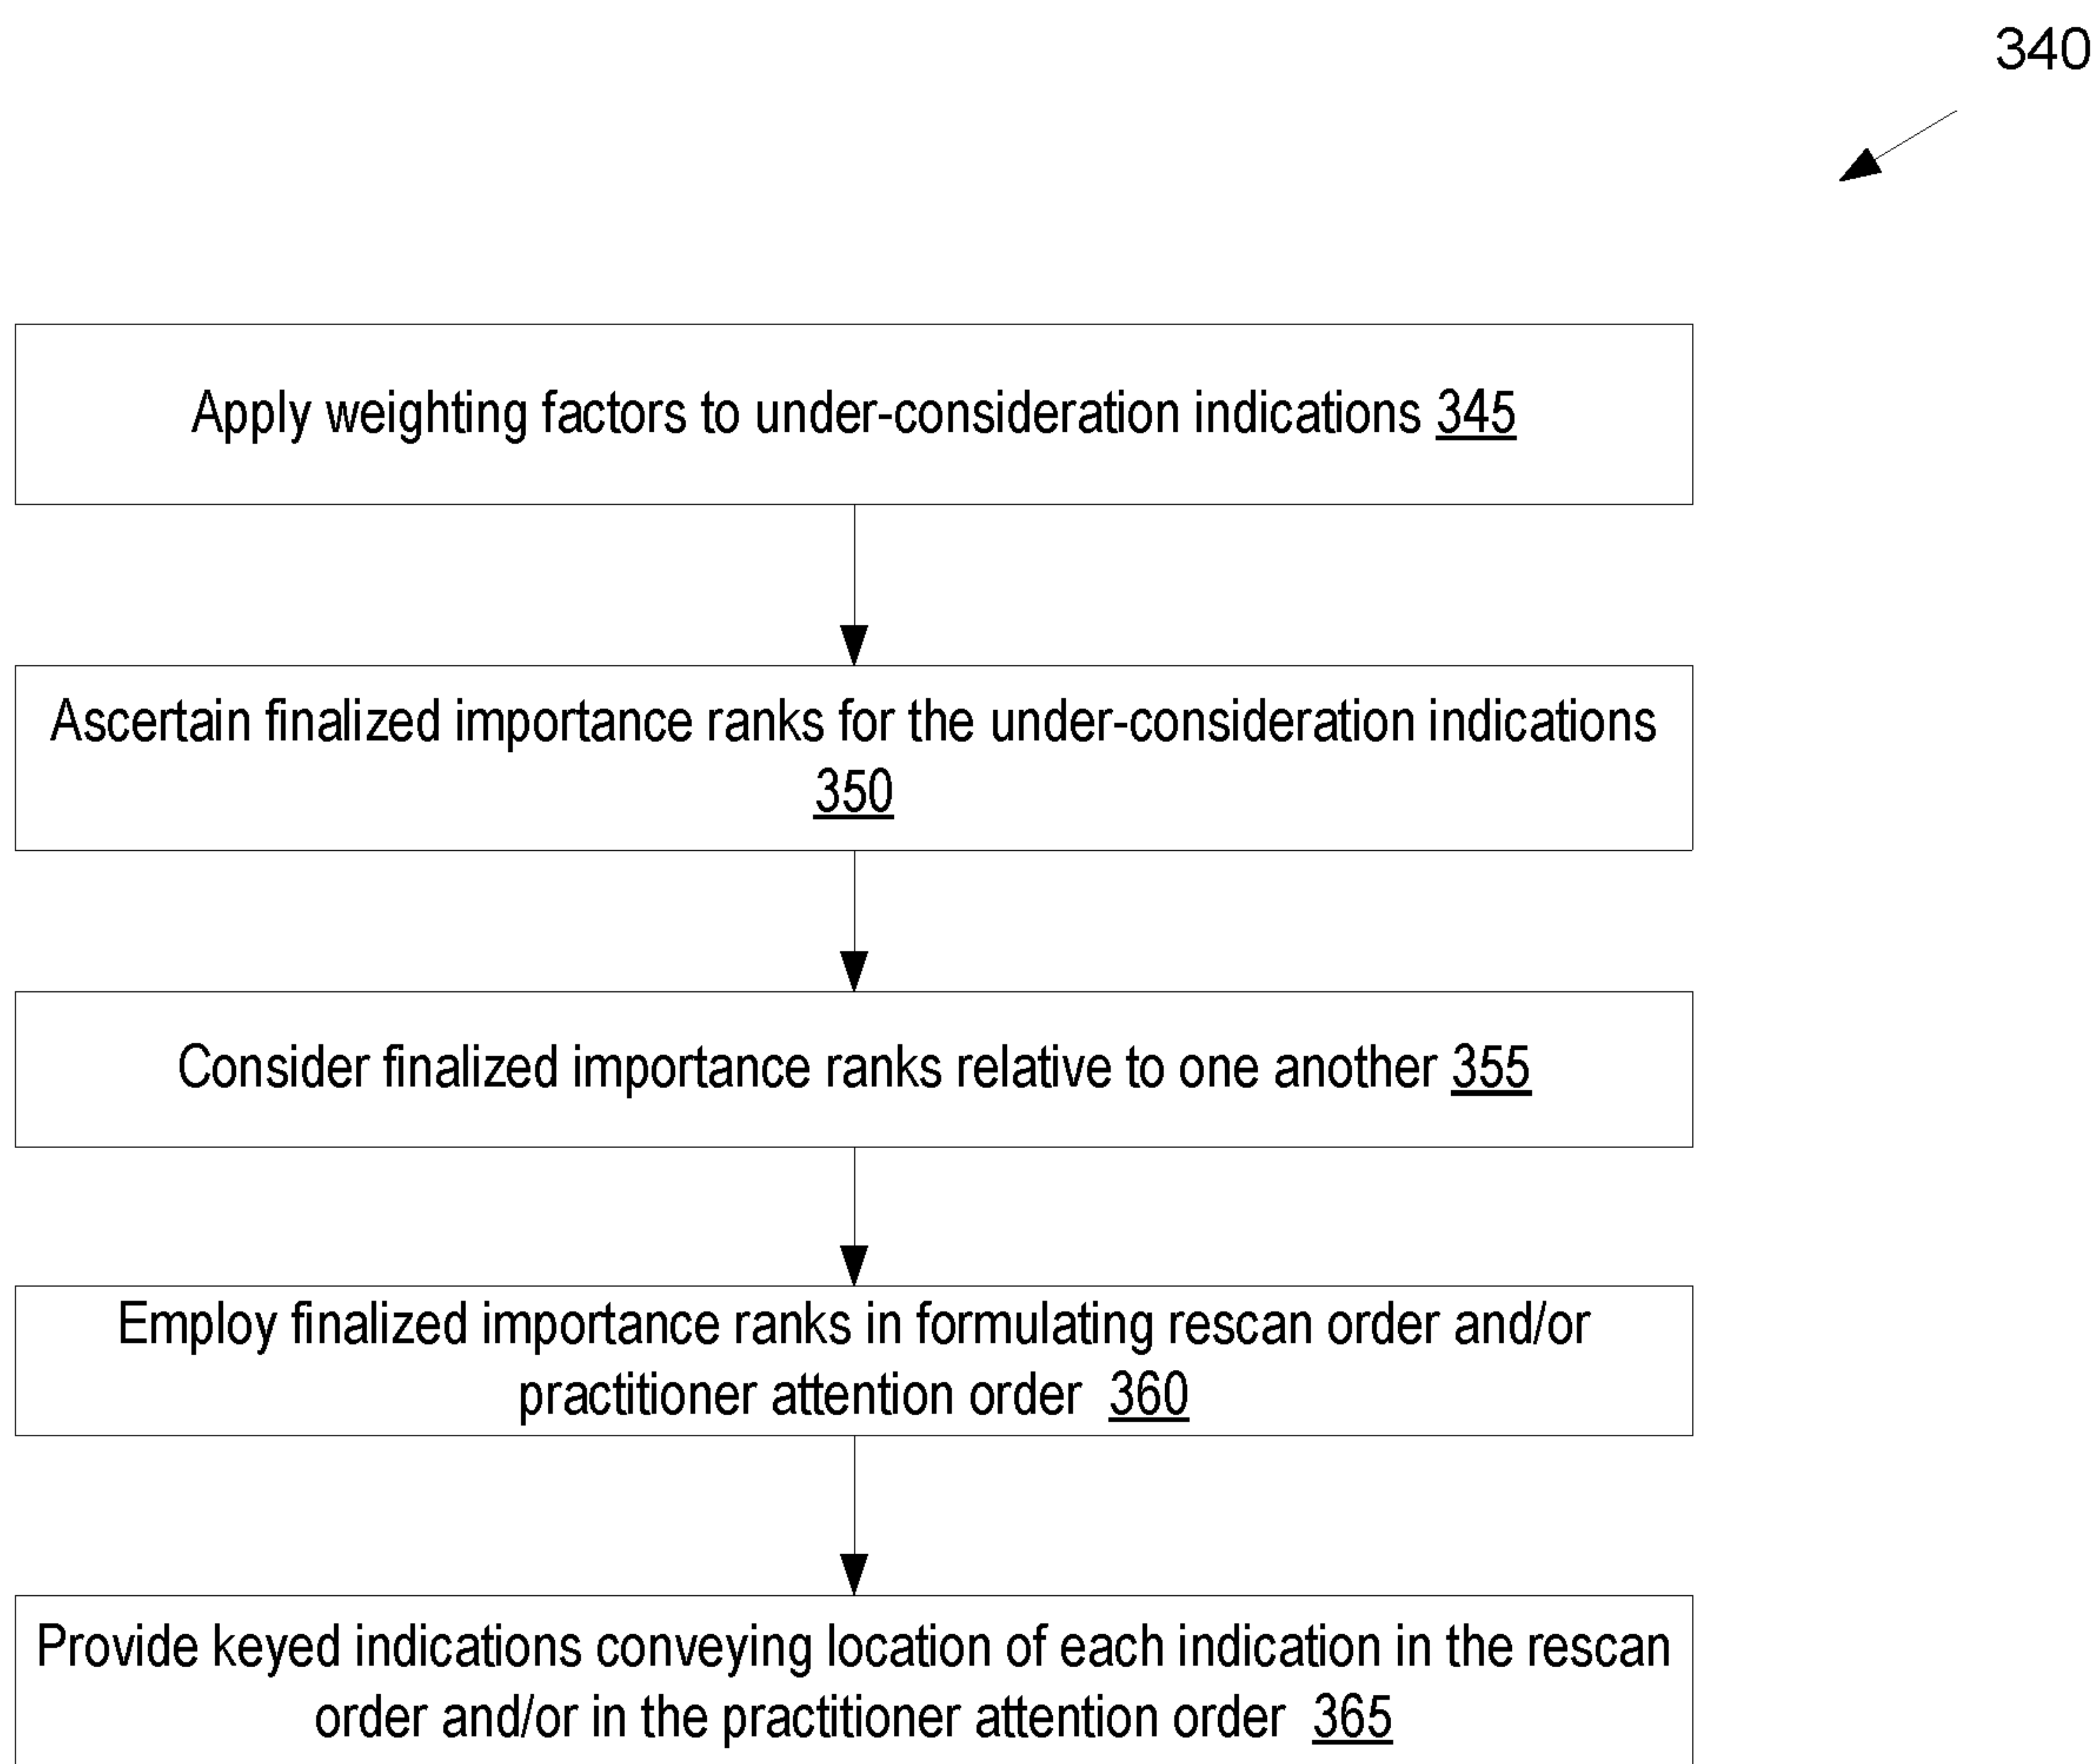 340
Apply weighting factors to under-consideration indications 345
Ascertain finalized importance ranks for the under-consideration indications
350
Consider finalized importance ranks relative to one another 355
Employ finalized importance ranks in formulating rescan order and/or
practitioner attention order 360
Provide keyed indications conveying location of each indication in the rescan
order and/or in the practitioner attention order 365